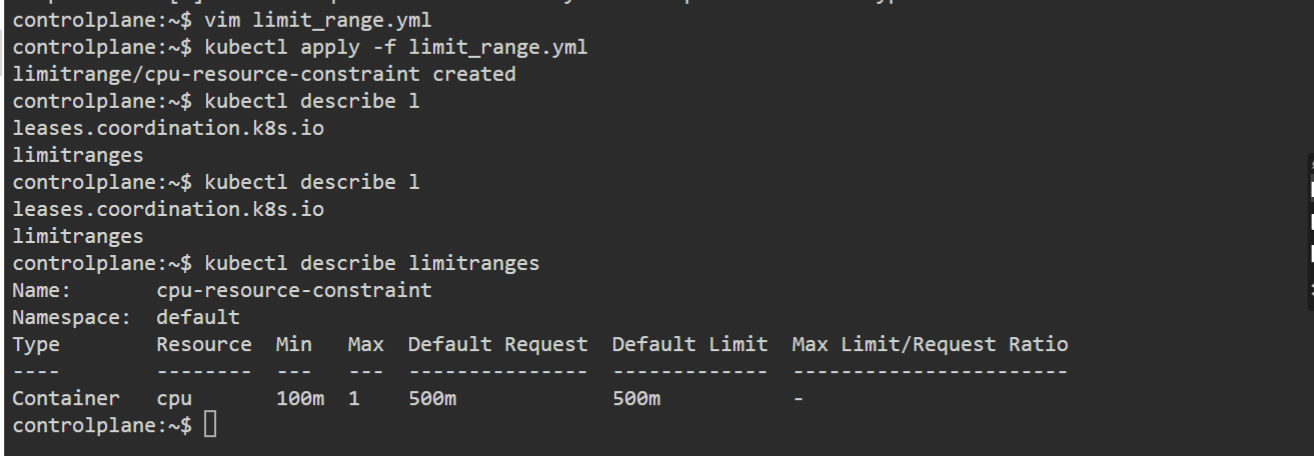 controlplane:~$ vim limit_range.yml
controlplane:~$ kubectl apply -f limit_range.yml
limitrange/cpu-resource-constraint created
controlplane:~$ kubectl describe l
leases.coordination.k8s.io
limitranges
controlplane:~$ kubectl describe l
leases.coordination.k8s.io
limitranges
controlplane:~$ kubectl describe limitranges
Name:       cpu-resource-constraint
Namespace:  default
Type        Resource  Min   Max  Default Request  Default Limit  Max Limit/Request Ratio
----        --------  ---   ---  ---------------  -------------  -----------------------
Container   cpu       100m  1    500m             500m           -
controlplane:~$